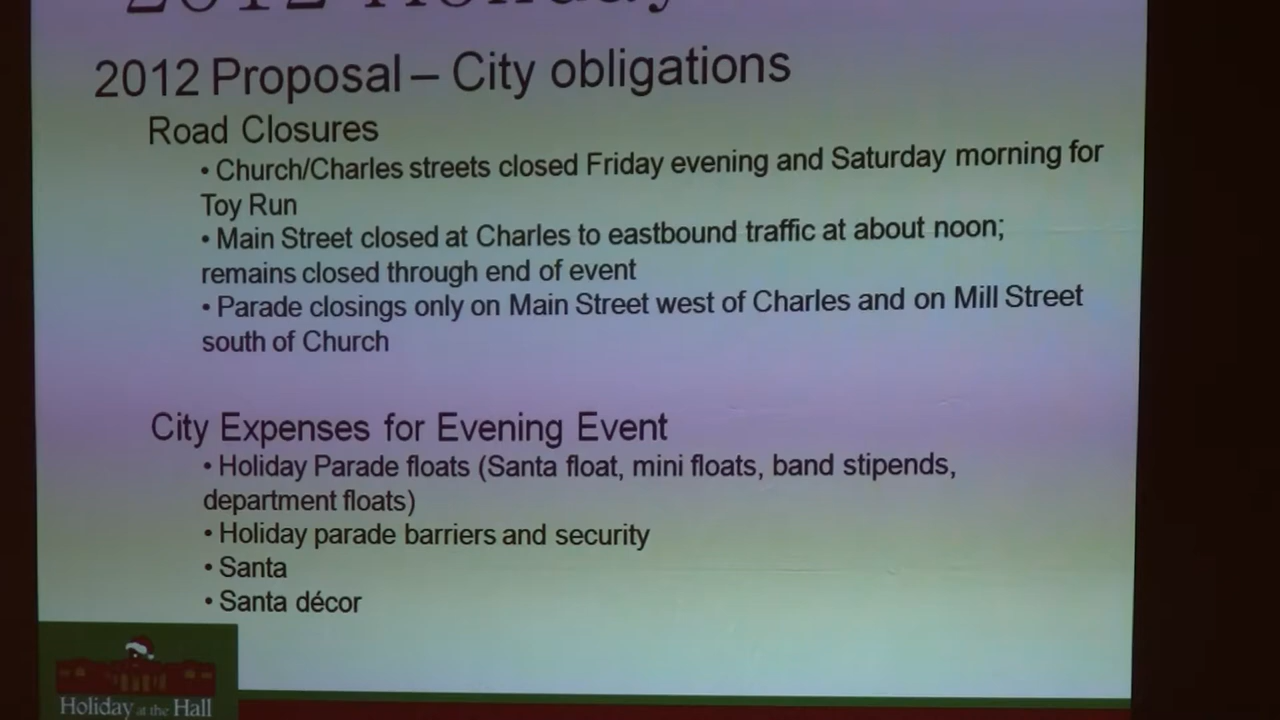 2012 Holiday
2012 Proposal – City obligations
Road Closures
• Church/Charles streets closed Friday evening and Saturday morning for
Toy Run
• Main Street closed at Charles to eastbound traffic at about noon;
remains closed through end of event
• Parade closings only on Main Street west of Charles and on Mill Street
south of Church
City Expenses for Evening Event
• Holiday Parade floats (Santa float, mini floats, band stipends,
department floats)
• Holiday parade barriers and security
• Santa
• Santa décor
Holiday at the Hall